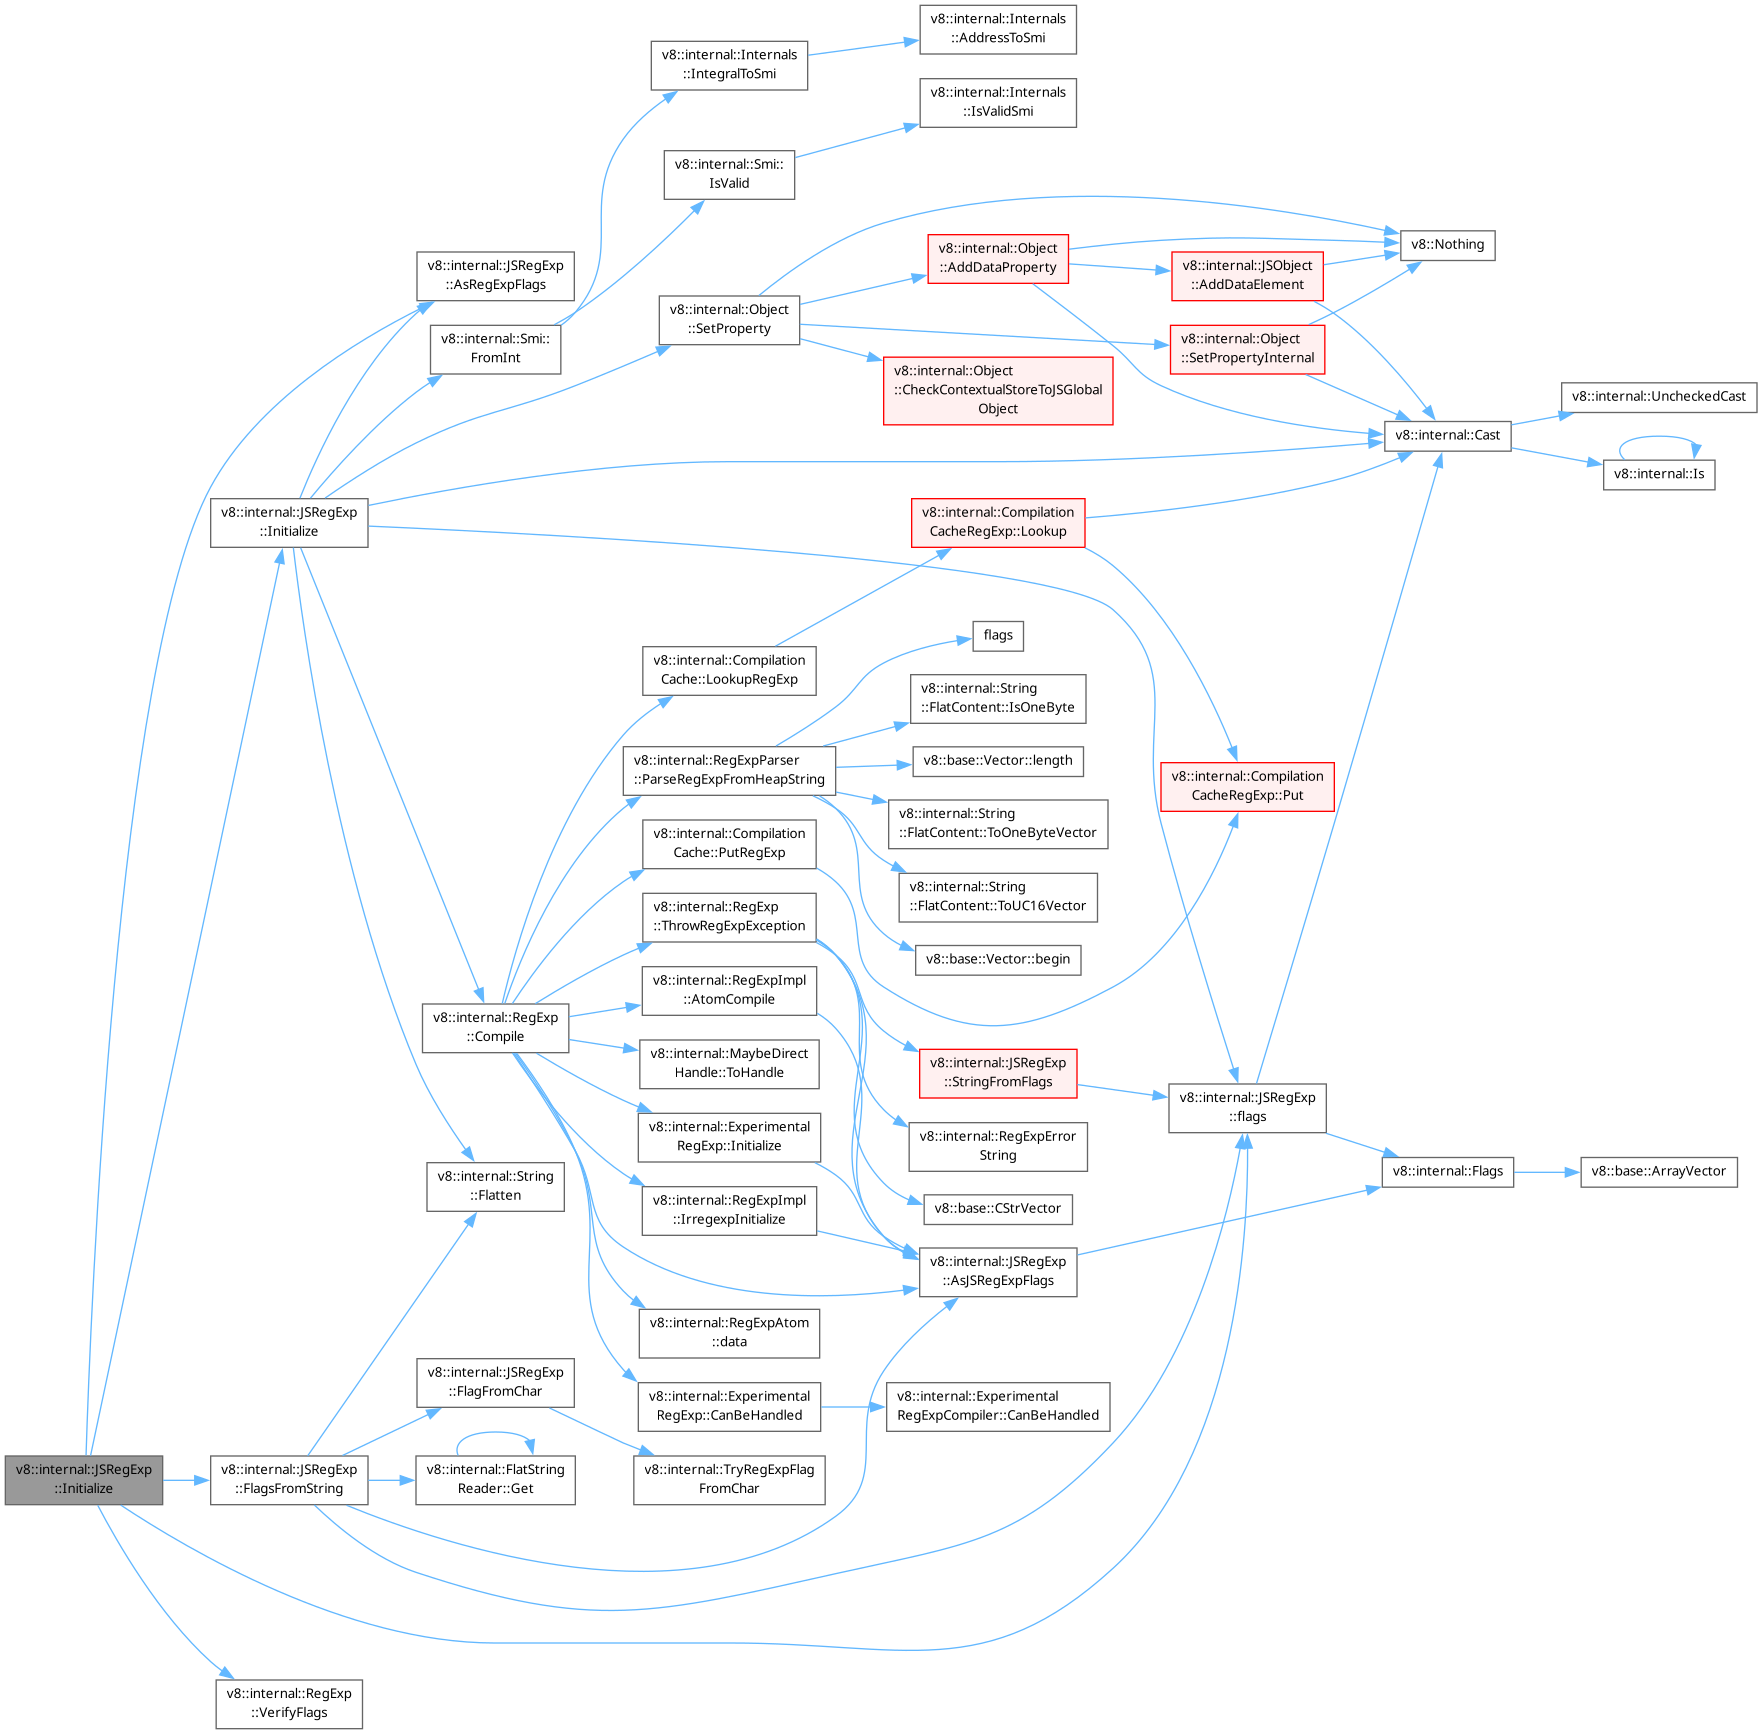 v8::internal::Internals
::AddressToSmi
v8::internal::Internals
::IntegralToSmi
v8::internal::Internals
::IsValidSmi
v8::internal::Smi::
IsValid
v8::internal::JSRegExp
::AsRegExpFlags
v8::internal::Object
::AddDataProperty
v8::Nothing
v8::internal::JSObject
::AddDataElement
v8::internal::Object
::SetProperty
v8::internal::Smi::
FromInt
v8::internal::Object
::SetPropertyInternal
v8::internal::Object
::CheckContextualStoreToJSGlobal
Object
v8::internal::UncheckedCast
v8::internal::Cast
v8::internal::Is
v8::internal::JSRegExp
::Initialize
v8::internal::Compilation
CacheRegExp::Lookup
flags
v8::internal::Compilation
Cache::LookupRegExp
v8::internal::String
::FlatContent::IsOneByte
v8::internal::RegExpParser
::ParseRegExpFromHeapString
v8::base::Vector::length
v8::internal::Compilation
CacheRegExp::Put
v8::internal::String
::FlatContent::ToOneByteVector
v8::internal::Compilation
Cache::PutRegExp
v8::internal::String
::FlatContent::ToUC16Vector
v8::internal::RegExp
::ThrowRegExpException
v8::base::Vector::begin
v8::internal::RegExpImpl
::AtomCompile
v8::internal::RegExp
::Compile
v8::internal::MaybeDirect
Handle::ToHandle
v8::internal::JSRegExp
::StringFromFlags
v8::internal::JSRegExp
::flags
v8::internal::Experimental
RegExp::Initialize
v8::internal::RegExpError
String
v8::internal::String
::Flatten
v8::internal::Flags
v8::base::ArrayVector
v8::internal::RegExpImpl
::IrregexpInitialize
v8::base::CStrVector
v8::internal::JSRegExp
::AsJSRegExpFlags
v8::internal::RegExpAtom
::data
v8::internal::JSRegExp
::FlagFromChar
v8::internal::Experimental
RegExp::CanBeHandled
v8::internal::Experimental
RegExpCompiler::CanBeHandled
v8::internal::JSRegExp
::Initialize
v8::internal::JSRegExp
::FlagsFromString
v8::internal::FlatString
Reader::Get
v8::internal::TryRegExpFlag
FromChar
v8::internal::RegExp
::VerifyFlags